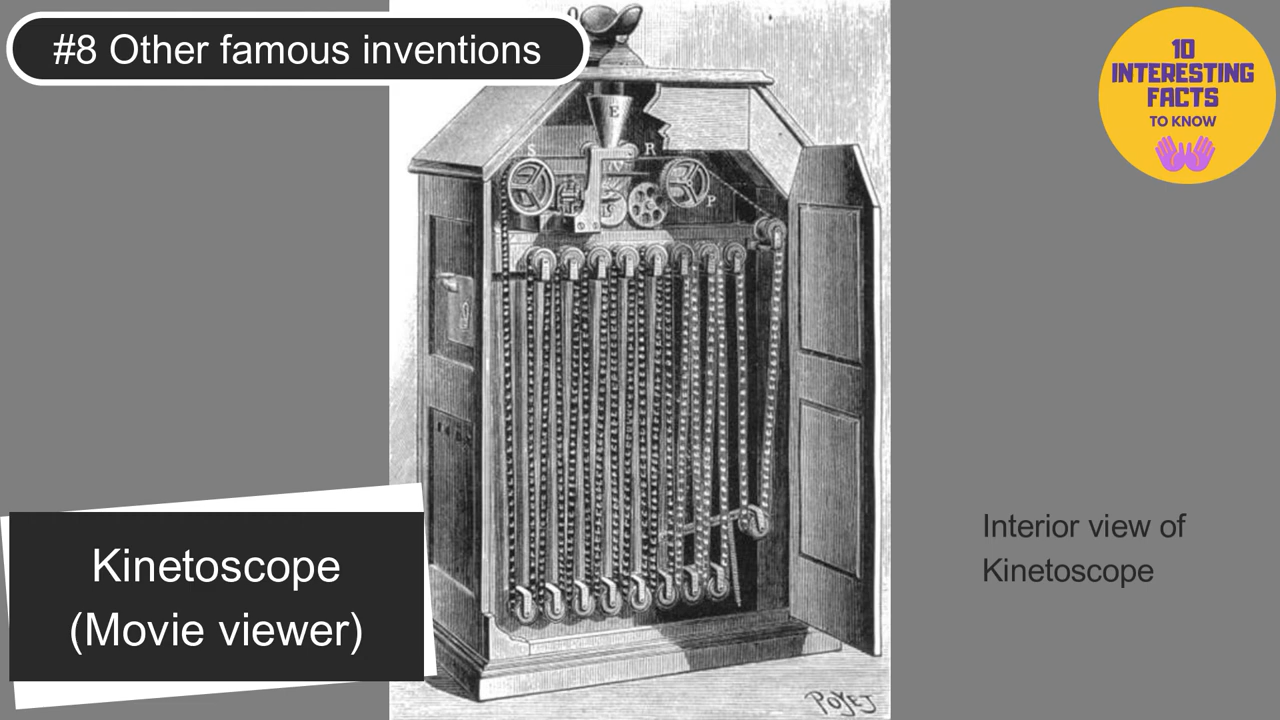 #8 Other famous inventions
10
INTERESTING
FACTS
TO KNOW
E
S
R
V
P
Kinetoscope
(Movie viewer)
Interior view of
Kinetoscope
POYET